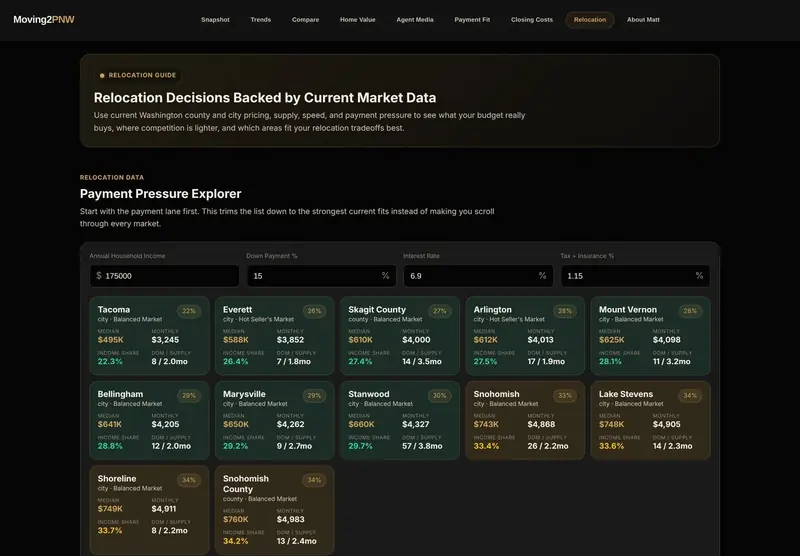 Moving2PNW
Snapshot
Trends
Compare
Home Value
Agent Media
Payment Fit
Closing Costs
Relocation
About Matt
RELOCATION GUIDE
Relocation Decisions Backed by Current Market Data
Use current Washington county and city pricing, supply, speed, and payment pressure to see what your budget really
buys, where competition is lighter, and which areas fit your relocation tradeoffs best.
RELOCATION DATA
Payment Pressure Explorer
Start with the payment lane first. This trims the list down to the strongest current fits instead of making you scroll
through every market.
Annual Household Income
$ 175000
Down Payment %
15 %
Interest Rate
6.9 %
Tax + Insurance %
1.15 %
Tacoma 22%
city · Balanced Market
MEDIAN MONTHLY
$495K $3,245
INCOME SHARE DOM / SUPPLY
22.3% 8 / 2.0mo
Everett 26%
city · Hot Seller's Market
MEDIAN MONTHLY
$588K $3,852
INCOME SHARE DOM / SUPPLY
26.4% 7 / 1.8mo
Skagit County 27%
county · Balanced Market
MEDIAN MONTHLY
$610K $4,000
INCOME SHARE DOM / SUPPLY
27.4% 14 / 3.5mo
Arlington 28%
city · Hot Seller's Market
MEDIAN MONTHLY
$612K $4,013
INCOME SHARE DOM / SUPPLY
27.5% 17 / 1.9mo
Mount Vernon 28%
city · Balanced Market
MEDIAN MONTHLY
$625K $4,098
INCOME SHARE DOM / SUPPLY
28.1% 11 / 3.2mo
Bellingham 29%
city · Balanced Market
MEDIAN MONTHLY
$641K $4,205
INCOME SHARE DOM / SUPPLY
28.8% 12 / 2.0mo
Marysville 29%
city · Balanced Market
MEDIAN MONTHLY
$650K $4,262
INCOME SHARE DOM / SUPPLY
29.2% 9 / 2.7mo
Stanwood 30%
city · Balanced Market
MEDIAN MONTHLY
$660K $4,327
INCOME SHARE DOM / SUPPLY
29.7% 57 / 3.8mo
Snohomish 33%
city · Balanced Market
MEDIAN MONTHLY
$743K $4,868
INCOME SHARE DOM / SUPPLY
33.4% 26 / 2.2mo
Lake Stevens 34%
city · Balanced Market
MEDIAN MONTHLY
$748K $4,905
INCOME SHARE DOM / SUPPLY
33.6% 14 / 2.3mo
Shoreline 34%
city · Balanced Market
MEDIAN MONTHLY
$749K $4,911
INCOME SHARE DOM / SUPPLY
33.7% 8 / 2.2mo
Snohomish 34%
County
county · Balanced Market
MEDIAN MONTHLY
$760K $4,983
INCOME SHARE DOM / SUPPLY
34.2% 13 / 2.4mo